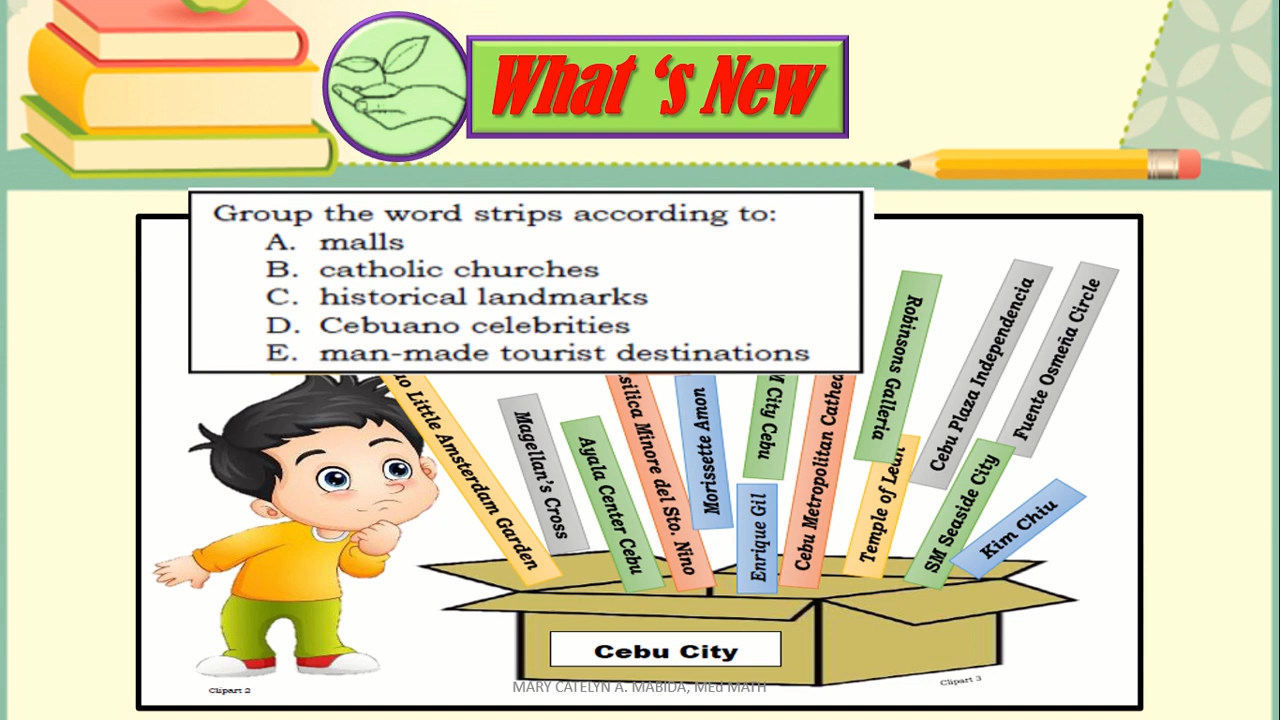 What 's New
Group the word strips according to:
A. malls
B. catholic churches
C. historical landmarks
D. Cebuano celebrities
E. man-made tourist destinations
Little Amsterdam Garden
Magellan's Cross
Ayala Center Cebu
Minore del Sto. Nino
Morissette Amon
City Cebu
Enrique Gil
Cebu Metropolitan
Temple of
Robinsons Galleria
Cebu Plaza Independencia
Fuente Osmeña Circle
SM Seaside City
Kim Chiu
Cebu City
Clipart 2
MARY CATELYN A. MABIDA, MEd MATH
Clipart 3